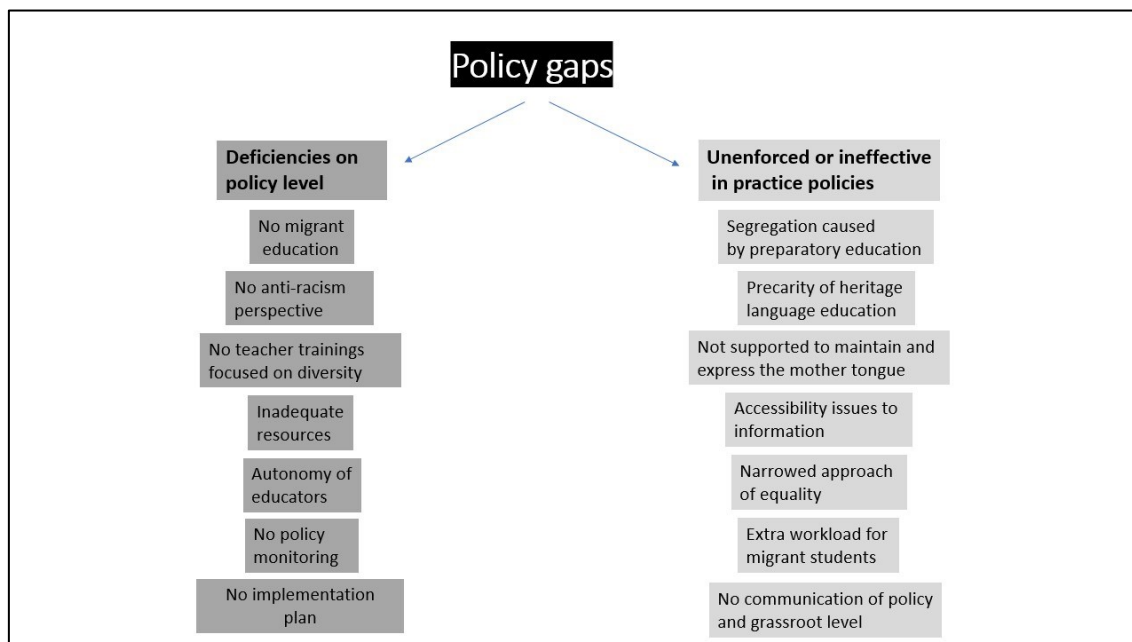 Policy gaps
Deficiencies on
policy level
No migrant
education
No anti-racism
perspective
No teacher trainings
focused on diversity
Inadequate
resources
Autonomy of
educators
No policy
monitoring
No implementation
plan
Unenforced or ineffective
in practice policies
Segregation caused
by preparatory education
Precarity of heritage
language education
Not supported to maintain and
express the mother tongue
Accessibility issues to
information
Narrowed approach
of equality
Extra workload for
migrant students
No communication of policy
and grassroot level